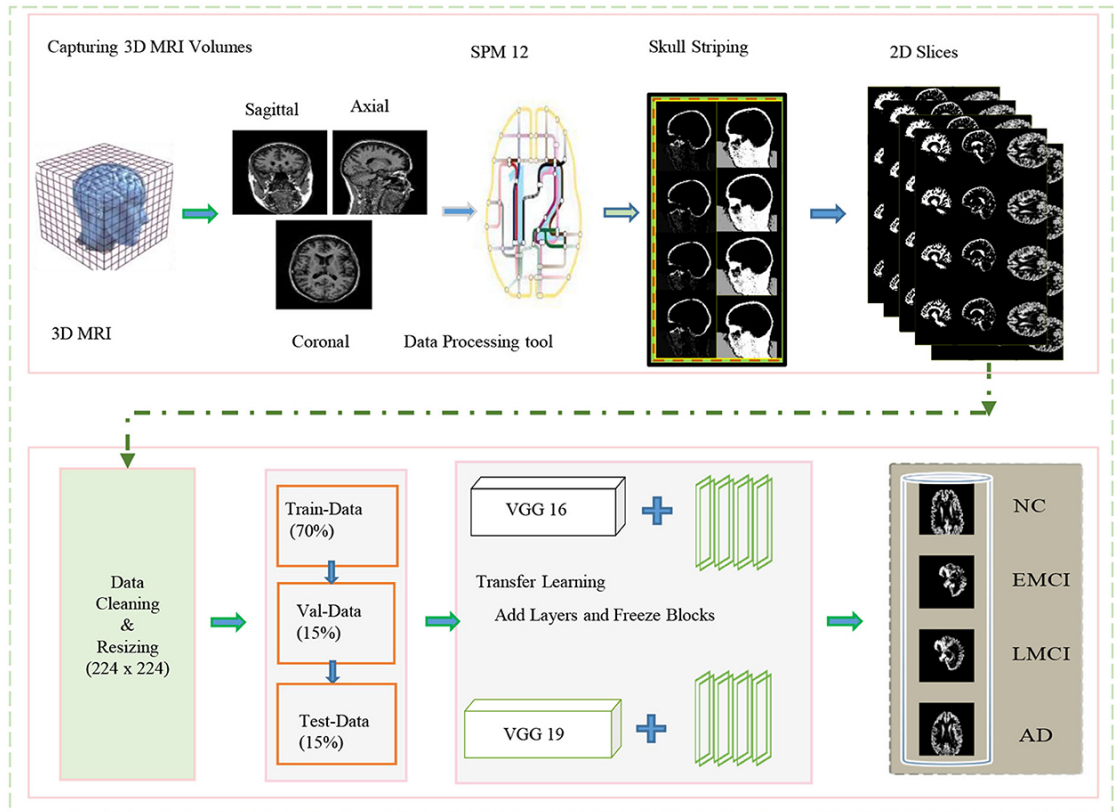 Capturing 3D MRI Volumes
SPM 12
Skull Striping
2D Slices
Sagittal
Axial
3D MRI
Coronal
Data Processing tool
Data
Cleaning
&
Resizing
(224 x 224)
Train-Data
(70%)
Val-Data
(15%)
Test-Data
(15%)
VGG 16
Transfer Learning
Add Layers and Freeze Blocks
VGG 19
NC
EMCI
LMCI
AD